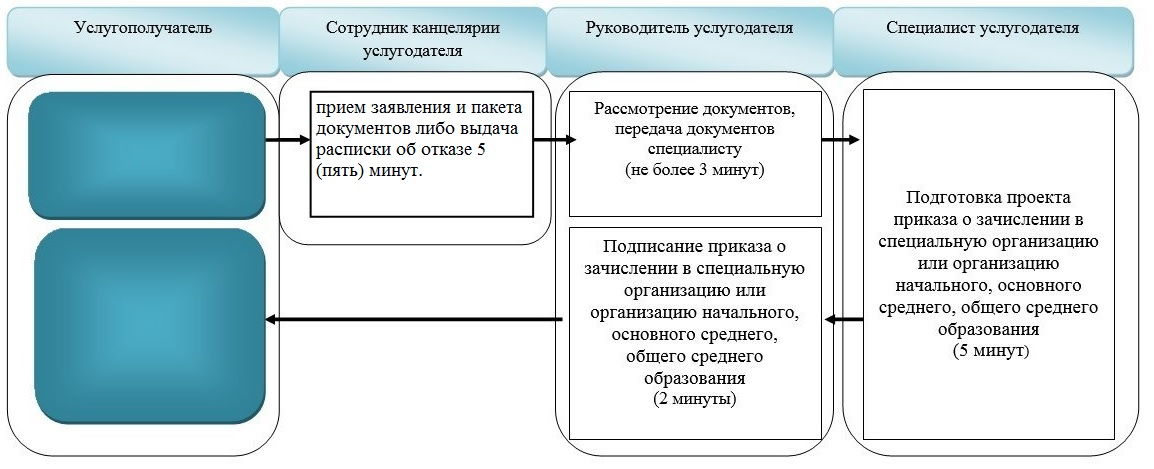 Услугополучатель
Сотрудник канцелярии
услугодателя
Руководитель услугодателя
Специалист услугодателя
прием заявления и пакета
документов либо выдача
расписки об отказе 5
(пять) минут.
Рассмотрение документов,
передача документов
специалисту
(не более 3 минут)
Подготовка проекта
приказа о зачислении в
специальную организацию
или организацию
начального, основного
среднего, общего среднего
образования
(5 минут)
Подписание приказа о
зачислении в специальную
организацию или
организацию начального,
основного среднего,
общего среднего
образования
(2 минуты)